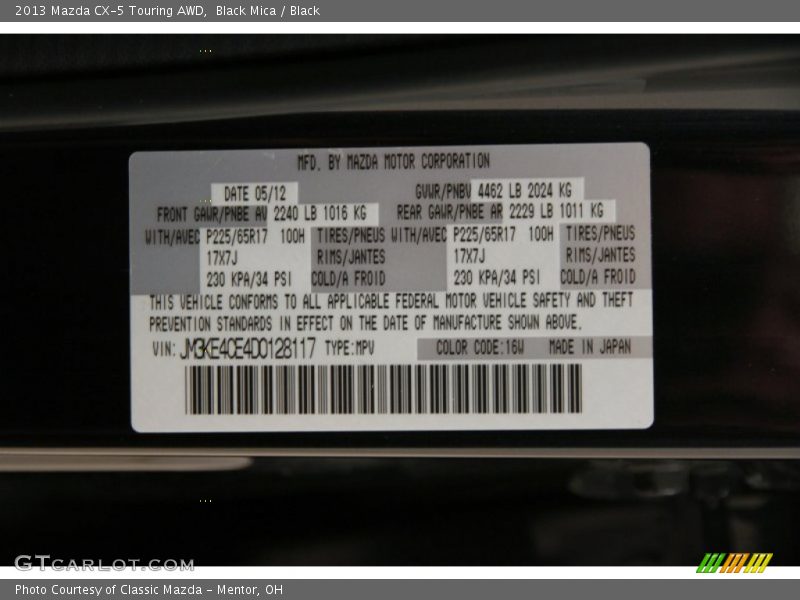 2013 Mazda CX-5 Touring AWD, Black Mica / Black
MFD. BY MAZDA MOTOR CORPORATION
DATE 05/12 GVWR/PNBV 4462 LB 2024 KG
FRONT GAWR/PNBE AV 2240 LB 1016 KG REAR GAWR/PNBE AR 2229 LB 1011 KG
WITH/AVEC P225/65R17 100H TIRES/PNEUS WITH/AVEC P225/65R17 100H TIRES/PNEUS
17X7J RIMS/JANTES 17X7J RIMS/JANTES
230 KPA/34 PSI COLD/A FROID 230 KPA/34 PSI COLD/A FROID
THIS VEHICLE CONFORMS TO ALL APPLICABLE FEDERAL MOTOR VEHICLE SAFETY AND THEFT
PREVENTION STANDARDS IN EFFECT ON THE DATE OF MANUFACTURE SHOWN ABOVE.
VIN: JM3KE4CE4D0128117 TYPE:MPV COLOR CODE:16W MADE IN JAPAN
GTCARLOT.COM
Photo Courtesy of Classic Mazda - Mentor, OH